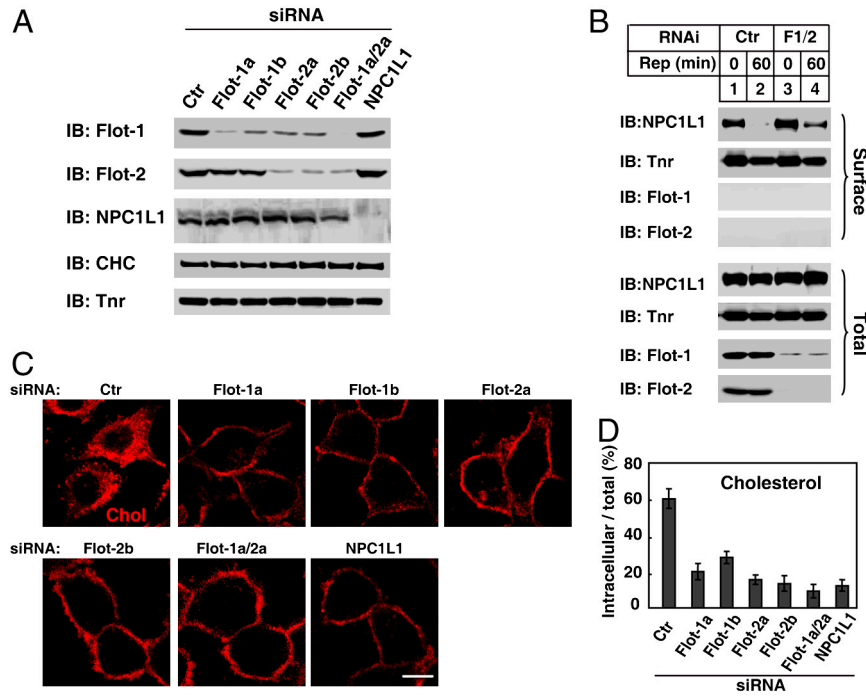 A
siRNA
Ctr
Flot-1a
Flot-1b
Flot-2a
Flot-2b
Flot-1a/2a
NPC1L1
IB: Flot-1
IB: Flot-2
IB: NPC1L1
IB: CHC
IB: Tnr
B
RNAi Ctr F1/2
Rep (min) 0 60 0 60
1 2 3 4
IB:NPC1L1
IB: Tnr
IB: Flot-1
IB: Flot-2
Surface
IB:NPC1L1
IB: Tnr
IB: Flot-1
IB: Flot-2
Total
C
siRNA: Ctr Flot-1a Flot-1b Flot-2a
Chol
siRNA: Flot-2b Flot-1a/2a NPC1L1
D
Intracellular / total (%)
80
60
40
20
0
Cholesterol
Ctr
Flot-1a
Flot-1b
Flot-2a
Flot-2b
Flot-1a/2a
NPC1L1
siRNA